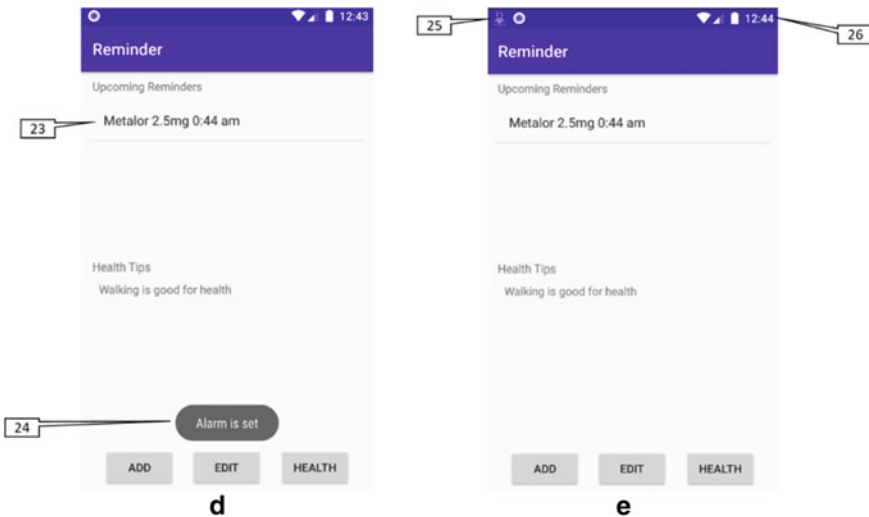 12:43
Reminder
Upcoming Reminders
Metalor 2.5mg 0:44 am
Health Tips
Walking is good for health
Alarm is set
ADD EDIT HEALTH
d
23
24
25
12:44
26
Reminder
Upcoming Reminders
Metalor 2.5mg 0:44 am
Health Tips
Walking is good for health
ADD EDIT HEALTH
e